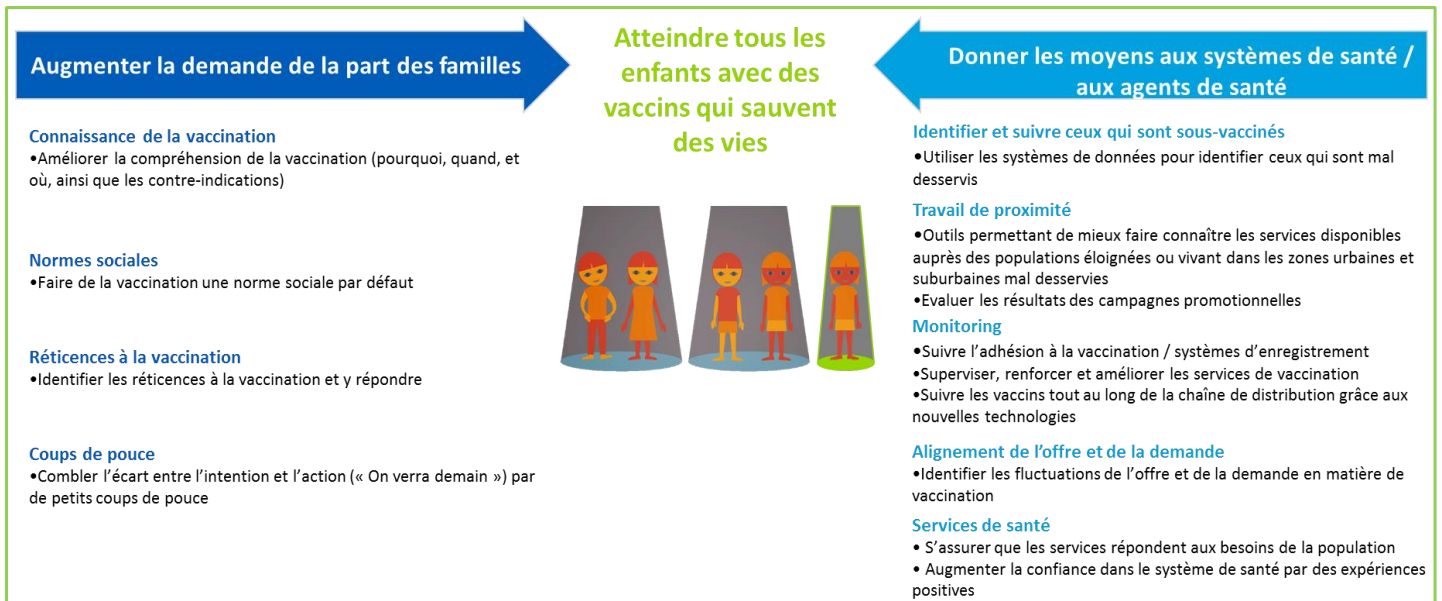 Augmenter la demande de la part des familles
Connaissance de la vaccination
•Améliorer la compréhension de la vaccination (pourquoi, quand, et
où, ainsi que les contre-indications)
Normes sociales
•Faire de la vaccination une norme sociale par défaut
Réticences à la vaccination
•Identifier les réticences à la vaccination et y répondre
Coups de pouce
•Combler l’écart entre l’intention et l’action (« On verra demain ») par
de petits coups de pouce
Atteindre tous les
enfants avec des
vaccins qui sauvent
des vies
Donner les moyens aux systèmes de santé /
aux agents de santé
Identifier et suivre ceux qui sont sous-vaccinés
•Utiliser les systèmes de données pour identifier ceux qui sont mal
desservis
Travail de proximité
•Outils permettant de mieux faire connaître les services disponibles
auprès des populations éloignées ou vivant dans les zones urbaines et
suburbaines mal desservies
•Evaluer les résultats des campagnes promotionnelles
Monitoring
•Suivre l’adhésion à la vaccination / systèmes d’enregistrement
•Superviser, renforcer et améliorer les services de vaccination
•Suivre les vaccins tout au long de la chaîne de distribution grâce aux
nouvelles technologies
Alignement de l’offre et de la demande
•Identifier les fluctuations de l’offre et de la demande en matière de
vaccination
Services de santé
• S’assurer que les services répondent aux besoins de la population
• Augmenter la confiance dans le système de santé par des expériences
positives